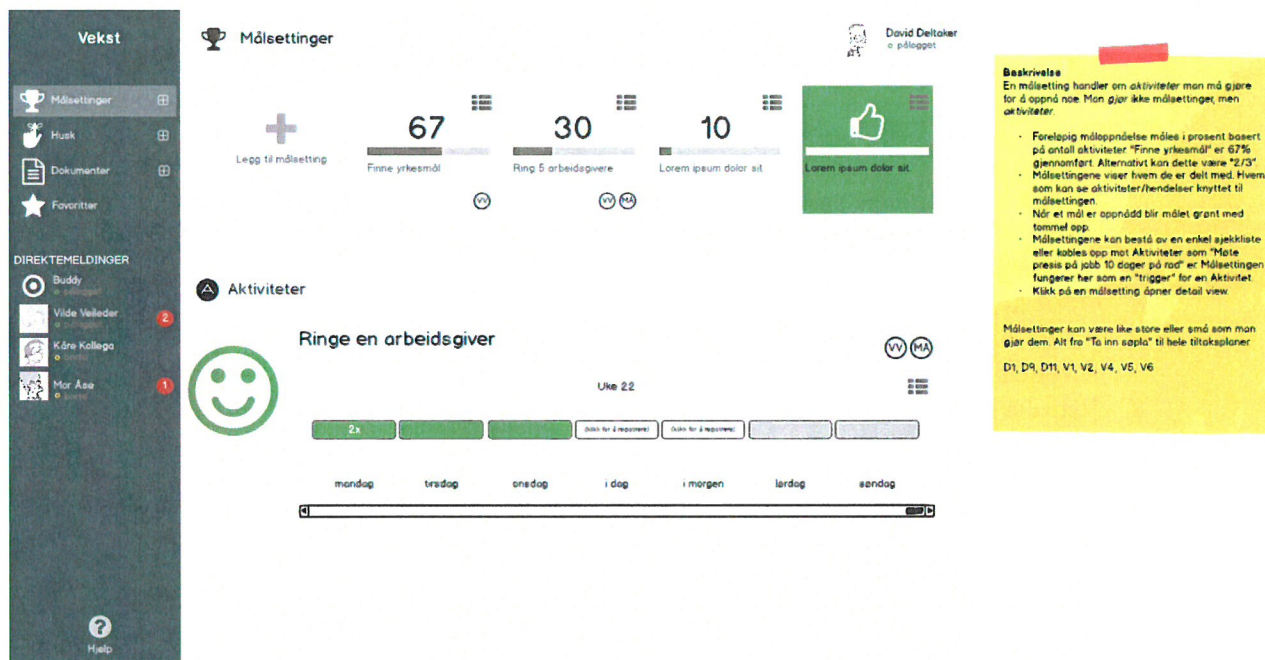 Vekst
Målsettinger
Husk
Dokumenter
Favoritter
DIREKTEMELDINGER
Buddy
pålogget
Vilde Veileder
pålogget
2
Kåre Kollega
Mor Åse
1
Hjelp
Målsettinger
David Deltaker
pålogget
Legg til målsetting
67
Finne yrkesmål
VV
30
Ring 5 arbeidsgivere
VV MA
10
Lorem ipsum dolor sit
Lorem ipsum dolor sit
A Aktiviteter
Ringe en arbeidsgiver
VV MA
Uke 22
2x
(klikk for å registrere) (klikk for å registrere)
mandag tirsdag onsdag i dag i morgen lørdag søndag
Beskrivelse
En målsetting handler om aktiviteter man må gjøre
for å oppnå noe. Man gjør ikke målsettinger, men
aktiviteter.
· Foreløpig måloppnåelse måles i prosent basert
på antall aktiviteter "Finne yrkesmål" er 67%
gjennomført. Alternativt kan dette være "2/3".
· Målsettingene viser hvem de er delt med. Hvem
som kan se aktiviteter/hendelser knyttet til
målsettingen.
· Når et mål er oppnådd blir målet grønt med
tommel opp.
· Målsettingene kan bestå av en enkel sjekkliste
eller kobles opp mot Aktiviteter som "Møte
presis på jobb 10 dager på rad" er. Målsettingen
fungerer her som en "trigger" for en Aktivitet.
· Klikk på en målsetting åpner detail view.
Målsettinger kan være like store eller små som man
gjør dem. Alt fra "Ta inn søpla" til hele tiltaksplaner
D1, D9, D11, V1, V2, V4, V5, V6